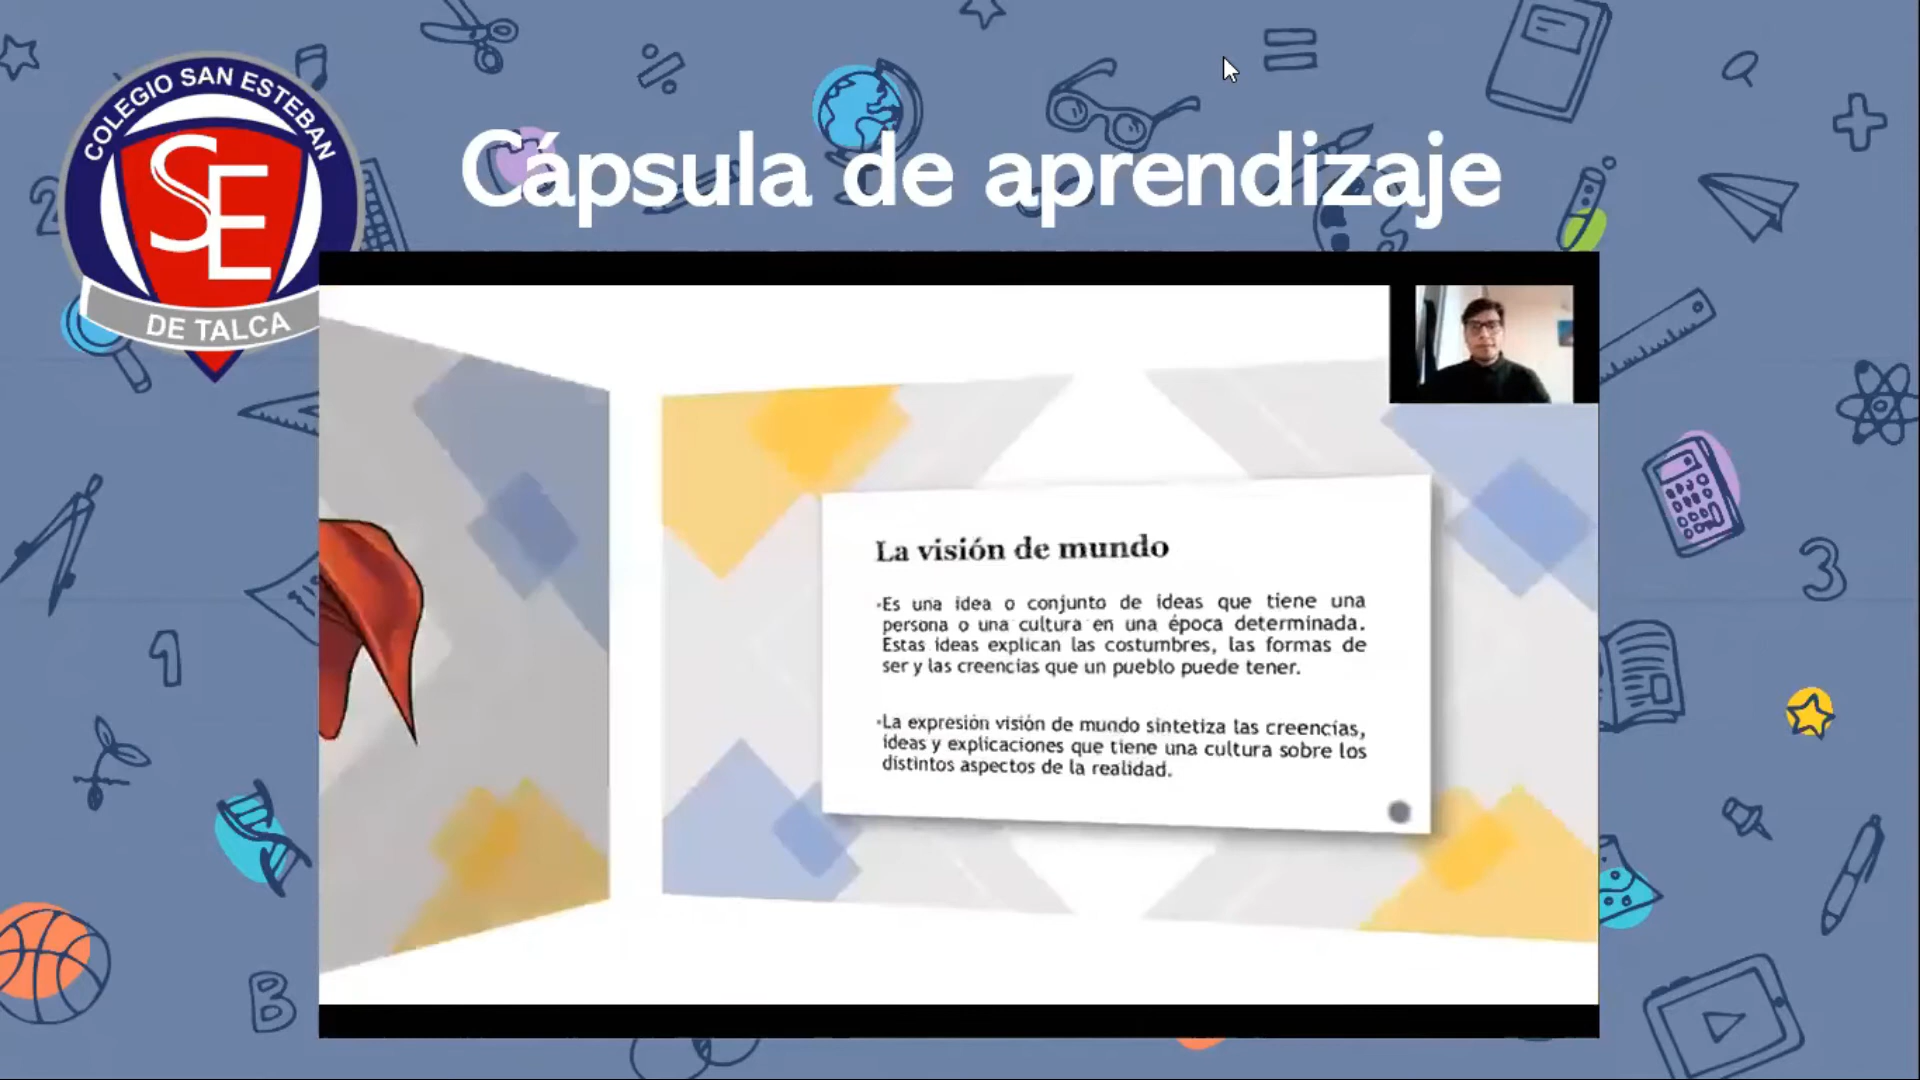 COLEGIO SAN ESTEBAN
SE
DE TALCA
Cápsula de aprendizaje
La visión de mundo
•Es una idea o conjunto de ideas que tiene una
persona o una cultura en una época determinada.
Estas ideas explican las costumbres, las formas de
ser y las creencias que un pueblo puede tener.
•La expresión visión de mundo sintetiza las creencias,
ideas y explicaciones que tiene una cultura sobre los
distintos aspectos de la realidad.
2
1
3
B